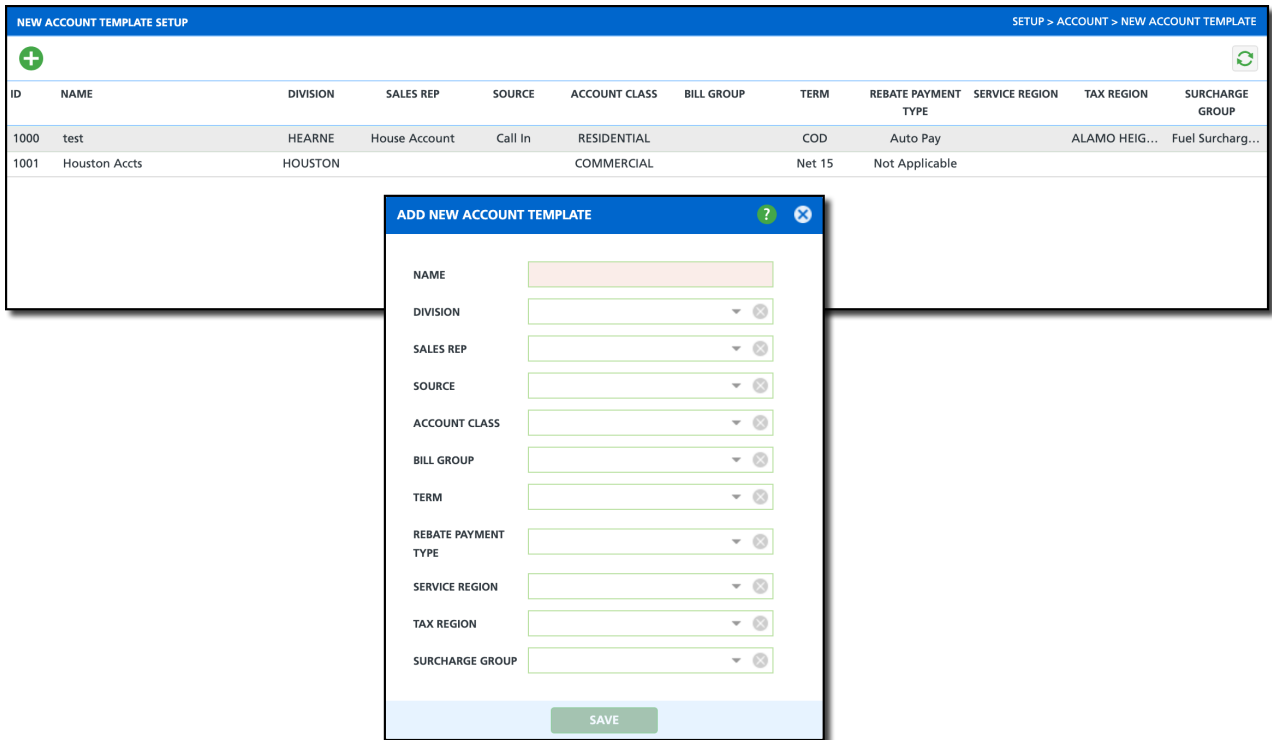 NEW ACCOUNT TEMPLATE SETUP
SETUP > ACCOUNT > NEW ACCOUNT TEMPLATE
ID NAME DIVISION SALES REP SOURCE ACCOUNT CLASS BILL GROUP TERM REBATE PAYMENT TYPE SERVICE REGION TAX REGION SURCHARGE GROUP
1000 test HEARNE House Account Call In RESIDENTIAL COD Auto Pay ALAMO HEIG... Fuel Surcharg...
1001 Houston Accts HOUSTON COMMERCIAL Net 15 Not Applicable
ADD NEW ACCOUNT TEMPLATE ?
NAME
DIVISION
SALES REP
SOURCE
ACCOUNT CLASS
BILL GROUP
TERM
REBATE PAYMENT
TYPE
SERVICE REGION
TAX REGION
SURCHARGE GROUP
SAVE